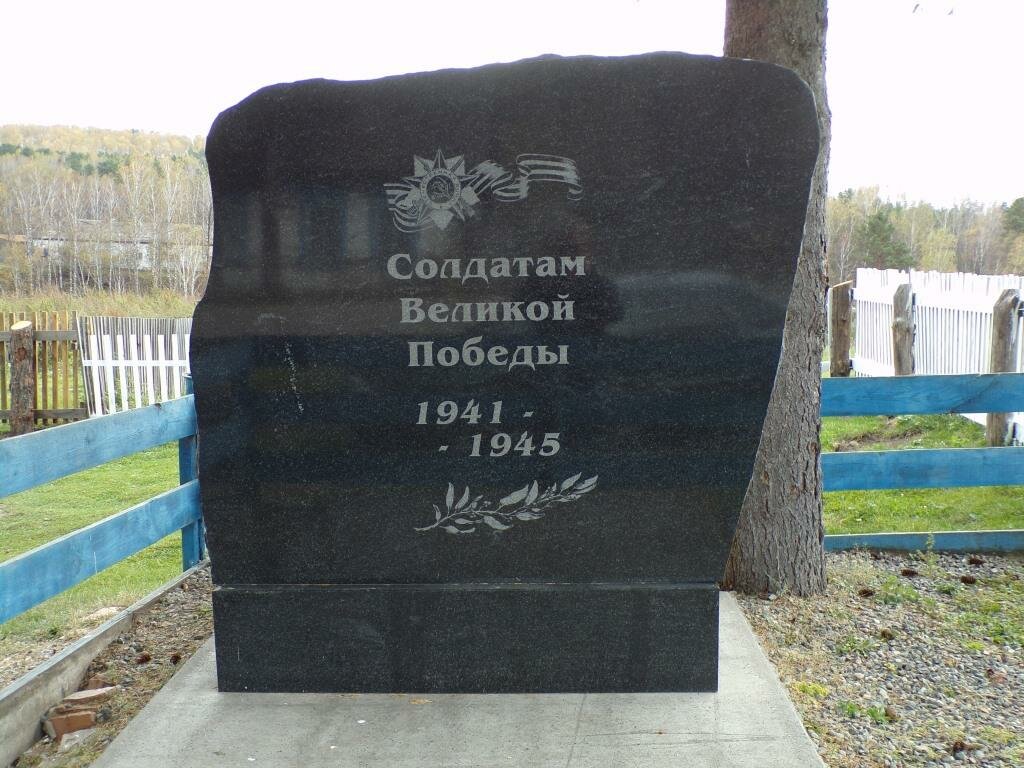 Солдатам
Великой
Победы
1941 -
- 1945